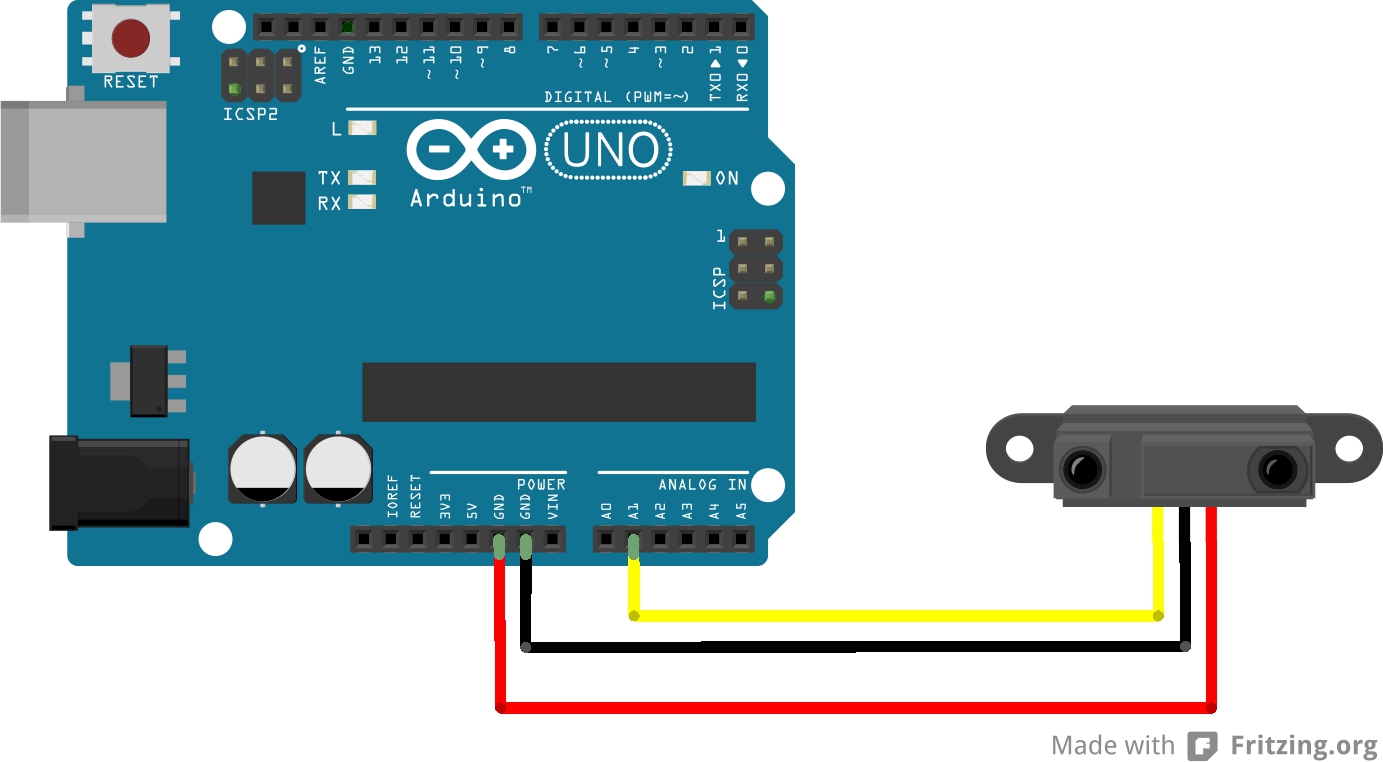 RESET
ICSP2
AREF
GND
13
12
~11
~10
~9
8
7
~6
~5
4
~3
2
TX0▶1
RX0◀0
DIGITAL (PWM=~)
L
TX
RX
Arduino™
UNO
ON
1
ICSP
IOREF
RESET
3V3
5V
GND
GND
VIN
POWER
A0
A1
A2
A3
A4
A5
ANALOG IN
Made with Fritzing.org